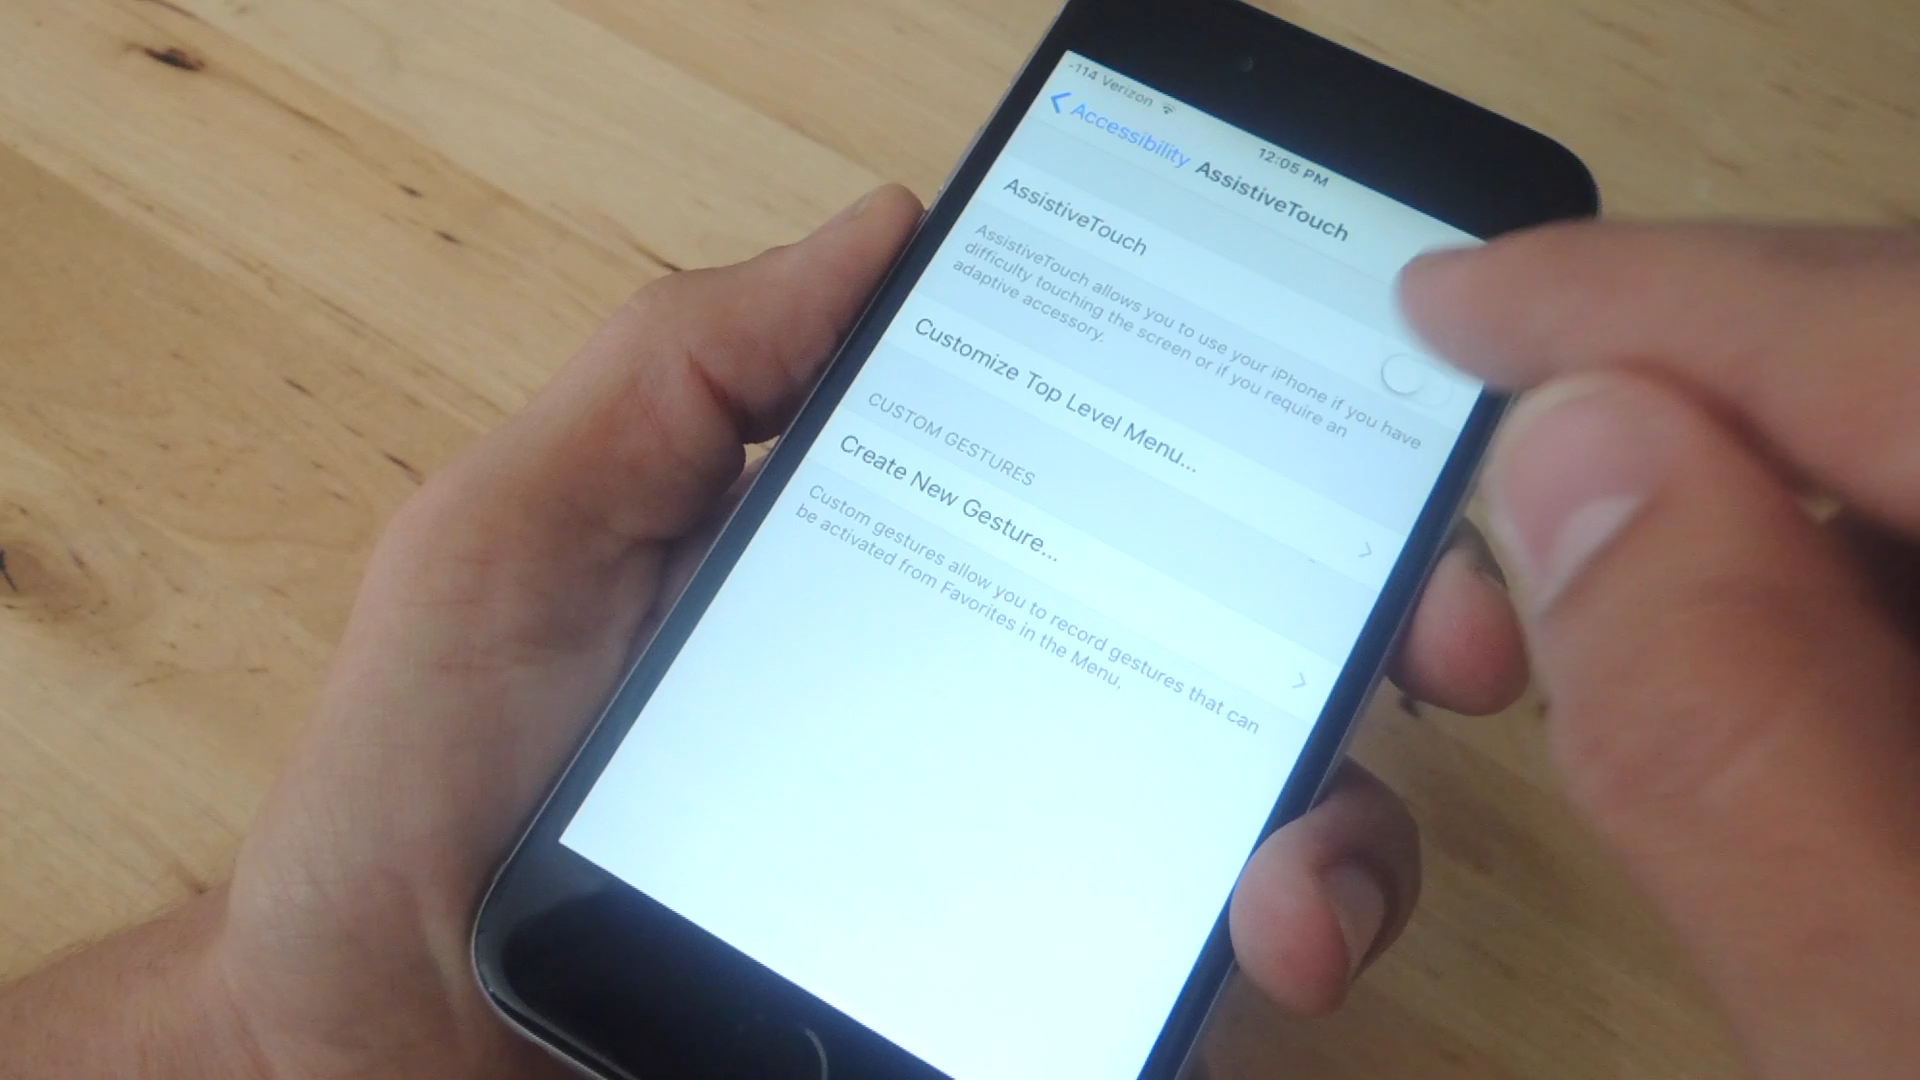 -114 Verizon
12:05 PM
Accessibility AssistiveTouch
AssistiveTouch
AssistiveTouch allows you to use your iPhone if you have
difficulty touching the screen or if you require an
adaptive accessory.
Customize Top Level Menu...
CUSTOM GESTURES
Create New Gesture...
Custom gestures allow you to record gestures that can
be activated from Favorites in the Menu.